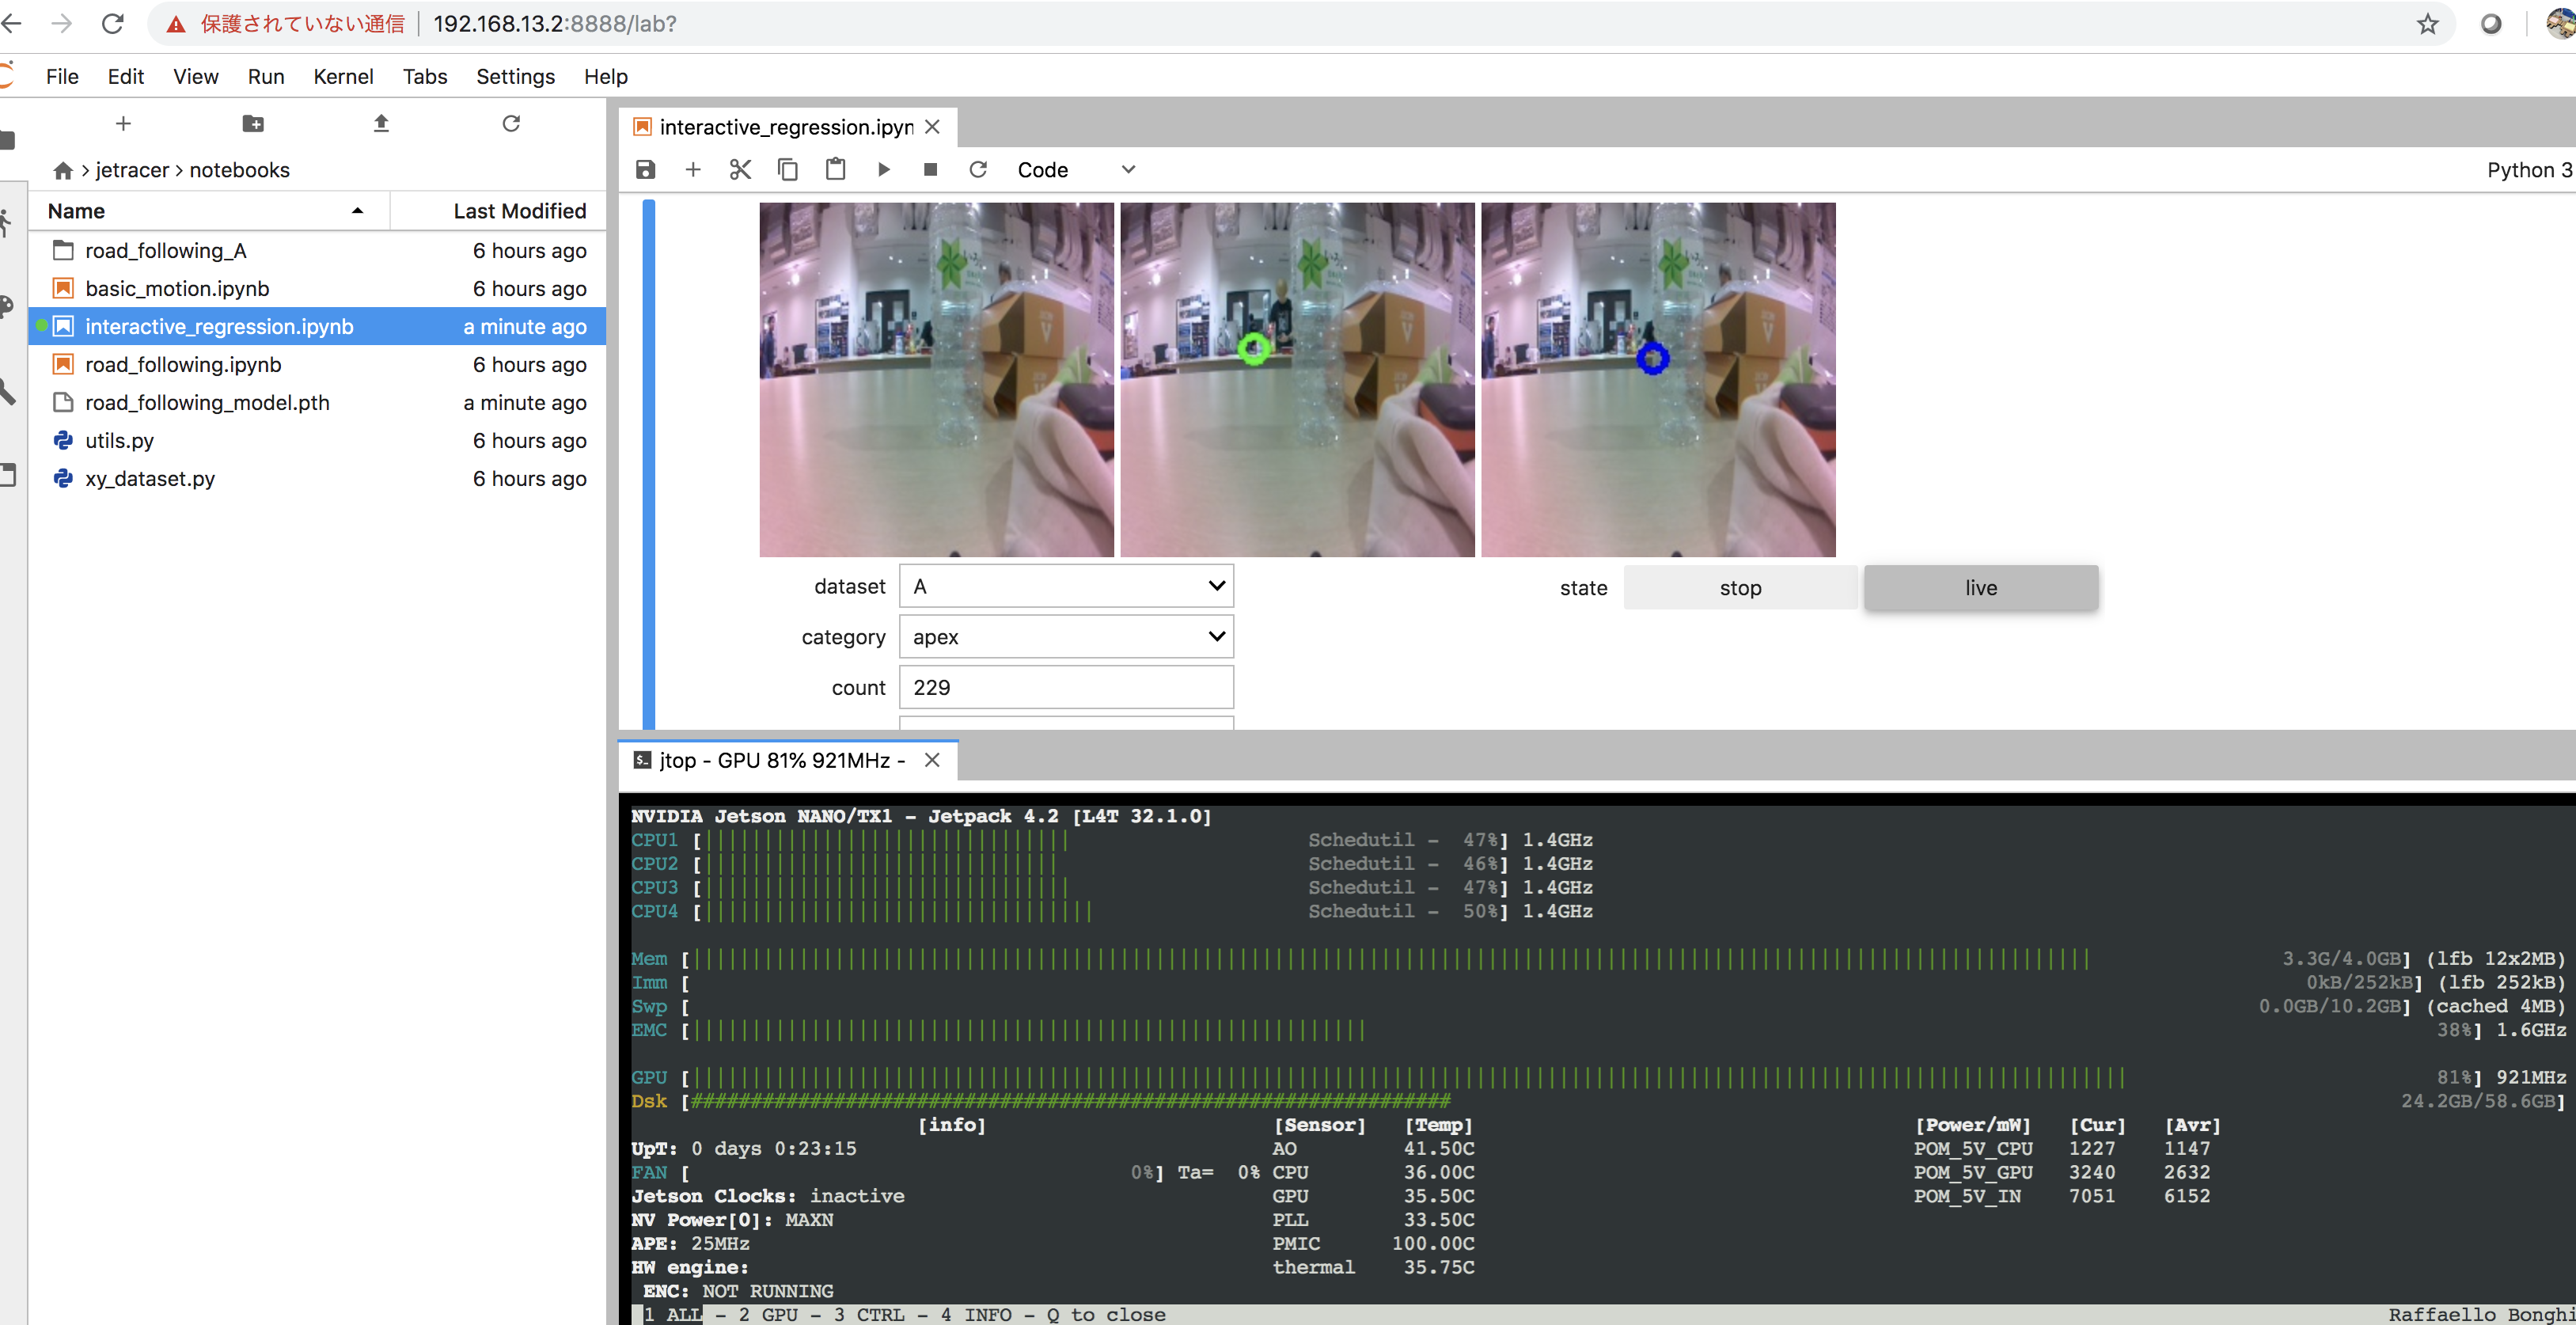 保護されていない通信 192.168.13.2:8888/lab?
File Edit View Run Kernel Tabs Settings Help
interactive_regression.ipyn
jetracer > notebooks
Code
Python 3
Name Last Modified
road_following_A 6 hours ago
basic_motion.ipynb 6 hours ago
interactive_regression.ipynb a minute ago
road_following.ipynb 6 hours ago
road_following_model.pth a minute ago
utils.py 6 hours ago
xy_dataset.py 6 hours ago
dataset A
state stop live
category apex
count 229
jtop - GPU 81% 921MHz -
NVIDIA Jetson NANO/TX1 - Jetpack 4.2 [L4T 32.1.0]
CPU1 [|||||||||||||||||||||||||||||||  Schedutil - 47%] 1.4GHz
CPU2 [||||||||||||||||||||||||||||||  Schedutil - 46%] 1.4GHz
CPU3 [|||||||||||||||||||||||||||||||  Schedutil - 47%] 1.4GHz
CPU4 [|||||||||||||||||||||||||||||||||  Schedutil - 50%] 1.4GHz
Mem [ 3.3G/4.0GB] (lfb 12x2MB)
Imm [ 0kB/252kB] (lfb 252kB)
Swp [ 0.0GB/10.2GB] (cached 4MB)
EMC [ 38%] 1.6GHz
GPU [ 81%] 921MHz
Dsk [################################################################ 24.2GB/58.6GB]
[info] [Sensor] [Temp] [Power/mW] [Cur] [Avr]
UpT: 0 days 0:23:15 AO 41.50C POM_5V_CPU 1227 1147
FAN [ 0%] Ta= 0% CPU 36.00C POM_5V_GPU 3240 2632
Jetson Clocks: inactive GPU 35.50C POM_5V_IN 7051 6152
NV Power[0]: MAXN PLL 33.50C
APE: 25MHz PMIC 100.00C
HW engine: thermal 35.75C
ENC: NOT RUNNING
1 ALL - 2 GPU - 3 CTRL - 4 INFO - Q to close Raffaello Bonghi